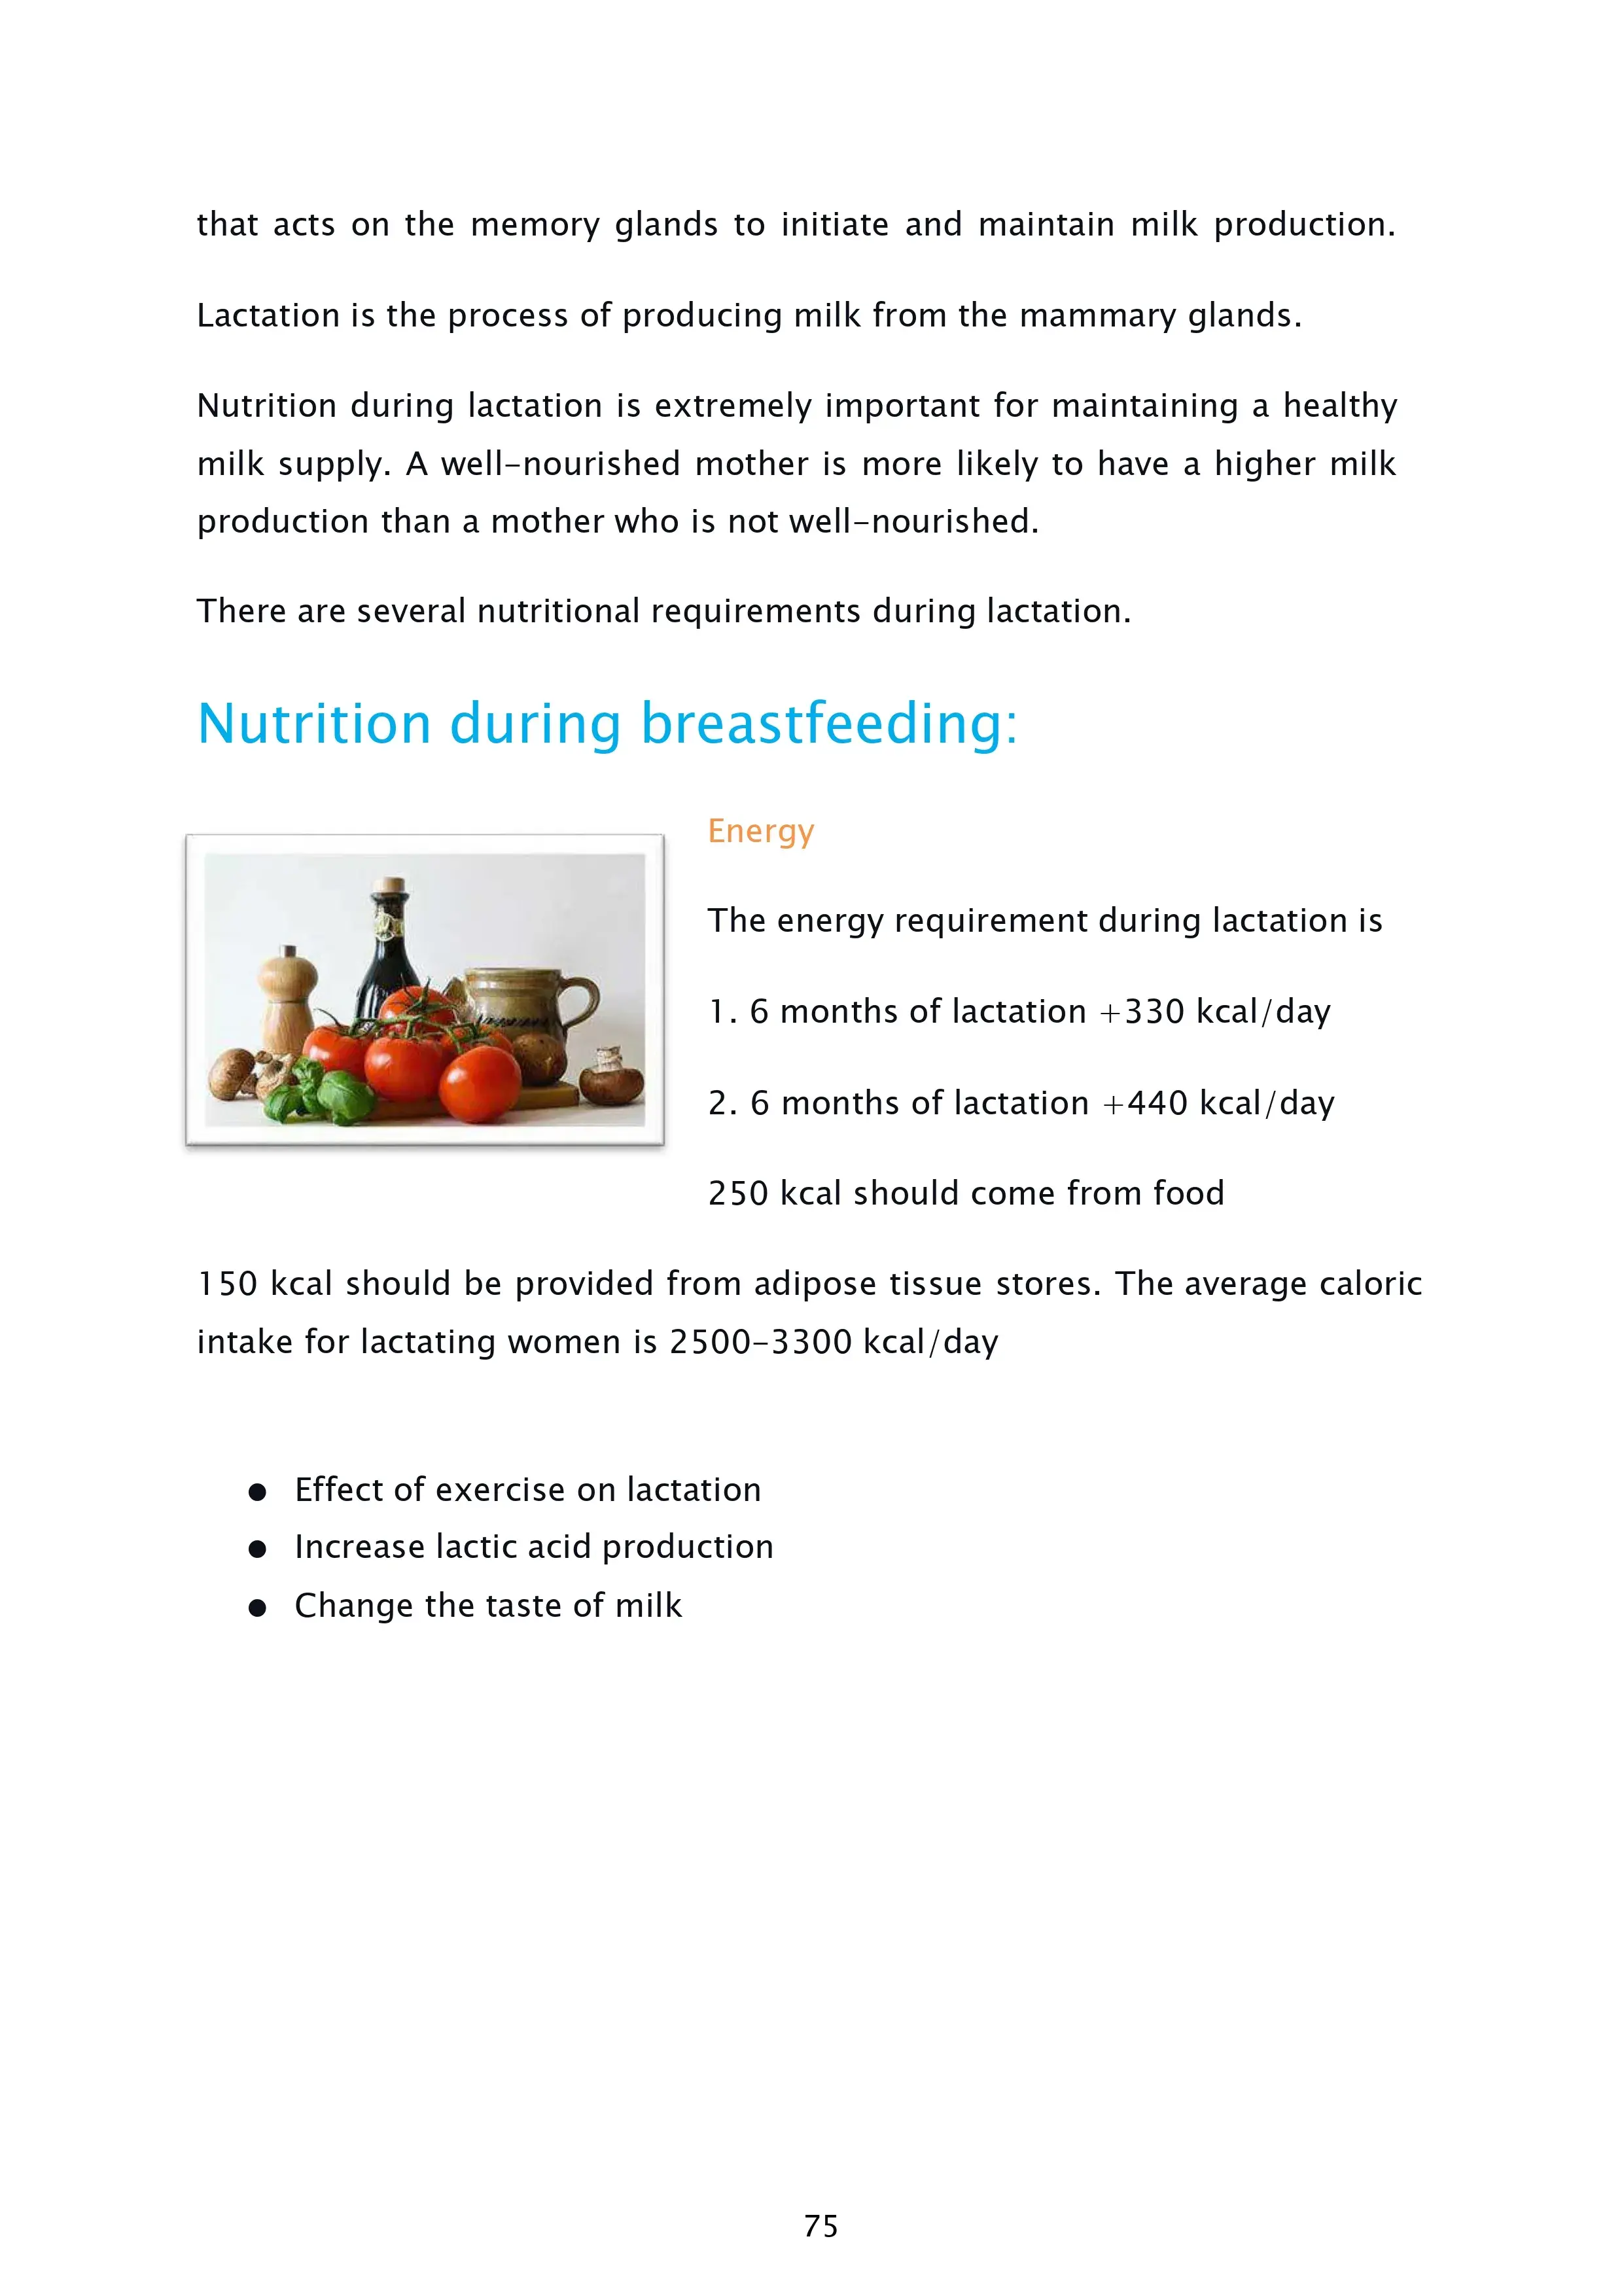 that acts on the memory glands to initiate and maintain milk production.
Lactation is the process of producing milk from the mammary glands.
Nutrition during lactation is extremely important for maintaining a healthy
milk supply. A well-nourished mother is more likely to have a higher milk
production than a mother who is not well-nourished.
There are several nutritional requirements during lactation.
Nutrition during breastfeeding:
Energy
The energy requirement during lactation is
1. 6 months of lactation +330 kcal/day
2. 6 months of lactation +440 kcal/day
250 kcal should come from food
150 kcal should be provided from adipose tissue stores. The average caloric
intake for lactating women is 2500-3300 kcal/day
● Effect of exercise on lactation
● Increase lactic acid production
● Change the taste of milk
75